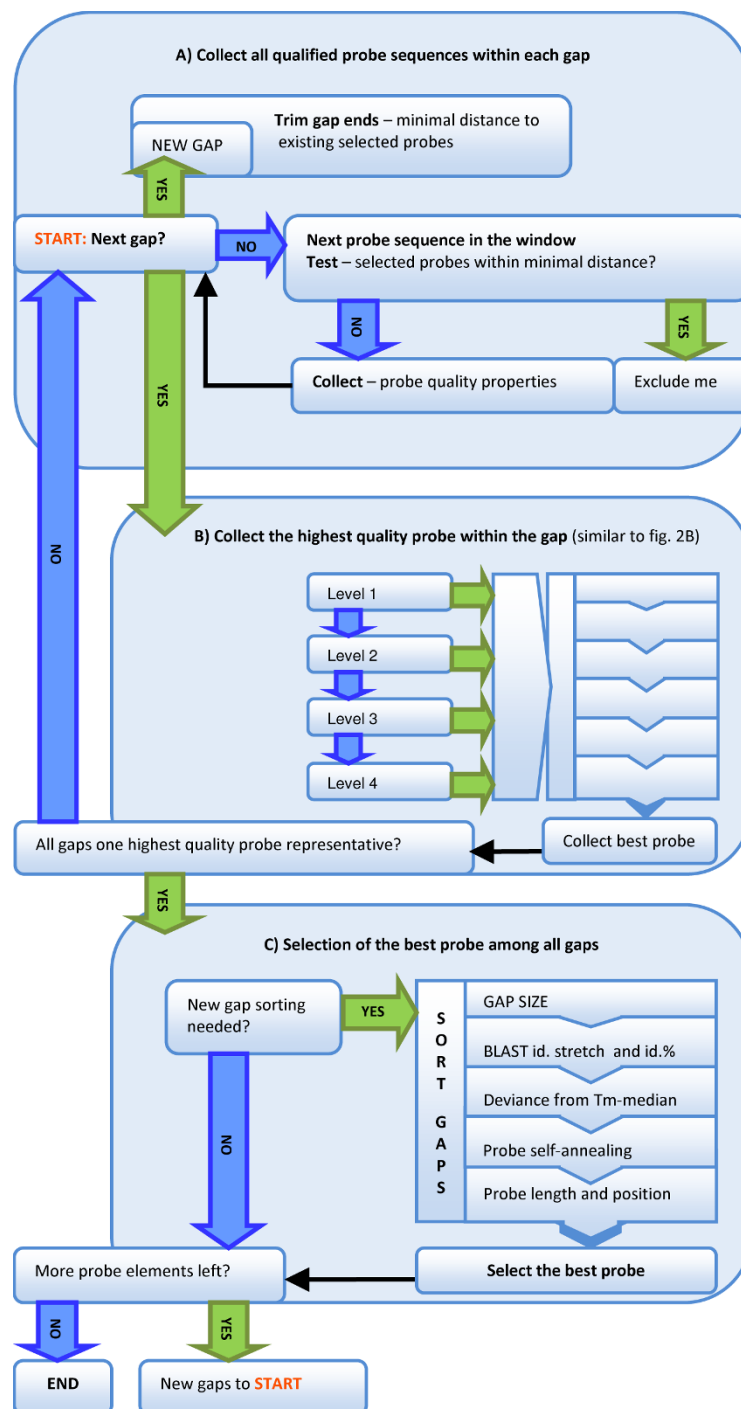 A) Collect all qualified probe sequences within each gap
Trim gap ends – minimal distance to
existing selected probes
NEW GAP
YES
START: Next gap?
NO
Next probe sequence in the window
Test – selected probes within minimal distance?
NO
YES
YES
Collect – probe quality properties
Exclude me
NO
B) Collect the highest quality probe within the gap (similar to fig. 2B)
Level 1
Level 2
Level 3
Level 4
Collect best probe
All gaps one highest quality probe representative?
YES
C) Selection of the best probe among all gaps
New gap sorting
needed?
YES
SORT GAPS
GAP SIZE
BLAST id. stretch and id.%
Deviance from Tm-median
Probe self-annealing
Probe length and position
NO
Select the best probe
More probe elements left?
NO
YES
END
New gaps to START